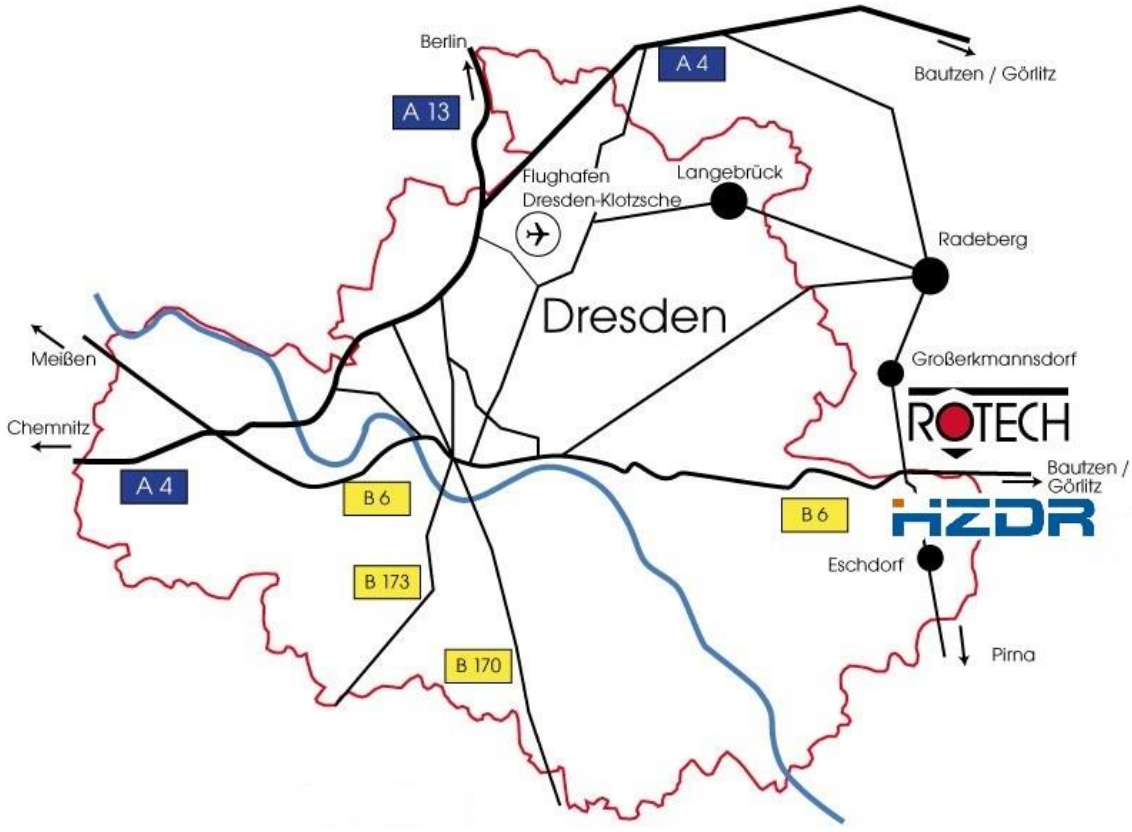 Berlin
A 4
Bautzen / Görlitz
A 13
Flughafen
Dresden-Klotzsche
Langebrück
Radeberg
Dresden
Meißen
Großerkmannsdorf
ROTECH
Chemnitz
A 4
B 6
B 6
Bautzen /
Görlitz
HZDR
Eschdorf
B 173
B 170
Pirna